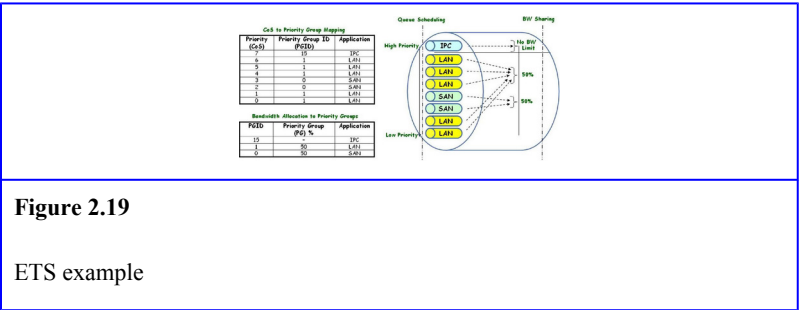 CoS to Priority Group Mapping
Priority (CoS) Priority Group ID (PGID) Application
7 15 IPC
6 1 LAN
5 1 LAN
4 1 LAN
3 0 SAN
2 0 SAN
1 1 LAN
0 1 LAN
Bandwidth Allocation to Priority Groups
PGID Priority Group (PG) % Application
15 - IPC
1 50 LAN
0 50 SAN
Queue Scheduling
BW Sharing
High Priority
IPC
No BW Limit
LAN
LAN
LAN
50%
SAN
SAN
50%
LAN
LAN
Low Priority
Figure 2.19
ETS example